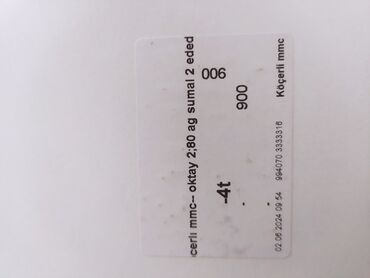 cerli mmc-- oktay 2;80 ag sumal 2 eded
006
900
-4t
02.06.2024 09:54 994070 3333316 Köçerli mmc